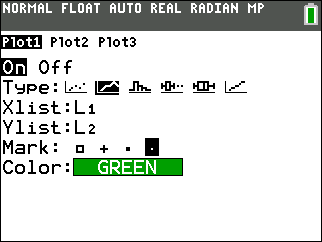 NORMAL FLOAT AUTO REAL RADIAN MP
Plot1 Plot2 Plot3
On Off
Type:
Xlist:L₁
Ylist:L₂
Mark: □ + ▪ ·
Color: GREEN